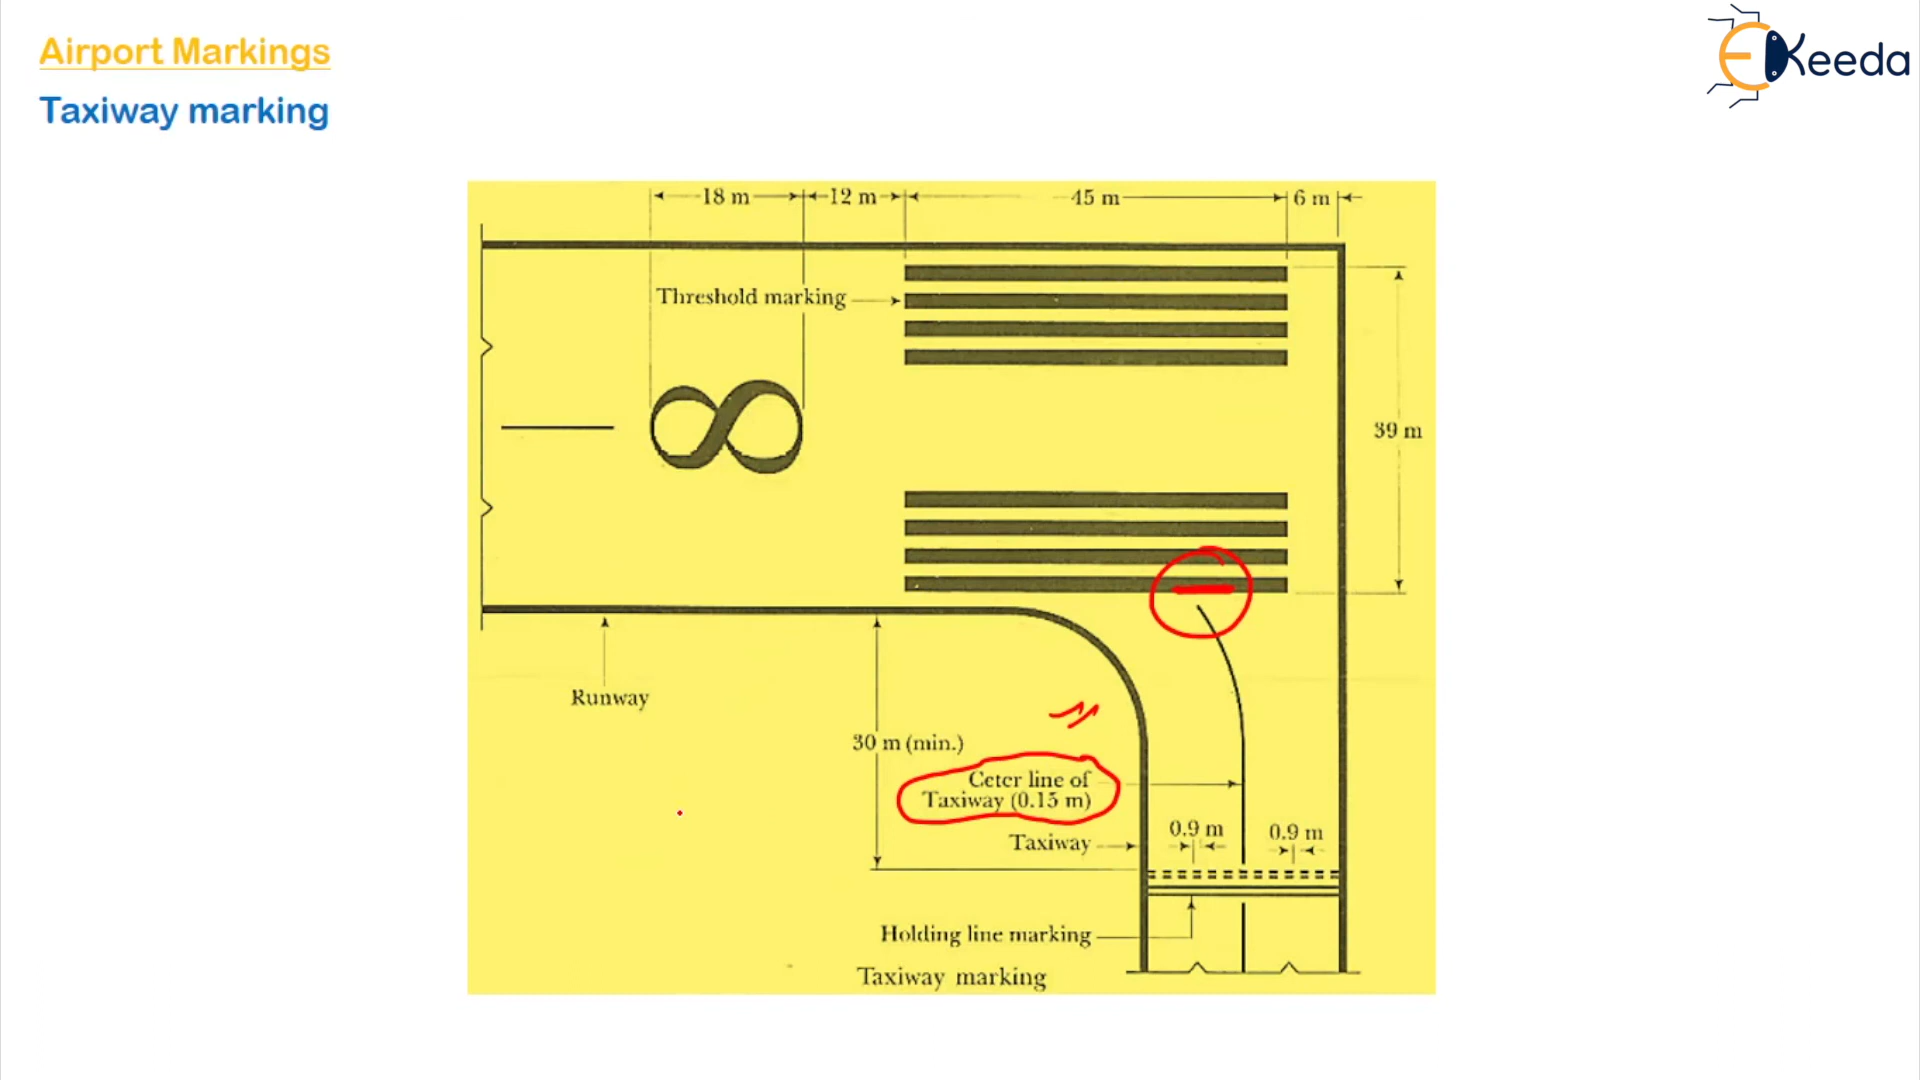 Airport Markings
Keeda
Taxiway marking
18 m
12 m
45 m
6 m
Threshold marking
8
39 m
Runway
30 m (min.)
Ceter line of
Taxiway (0.15 m)
0.9 m
0.9 m
Taxiway
Holding line marking
Taxiway marking